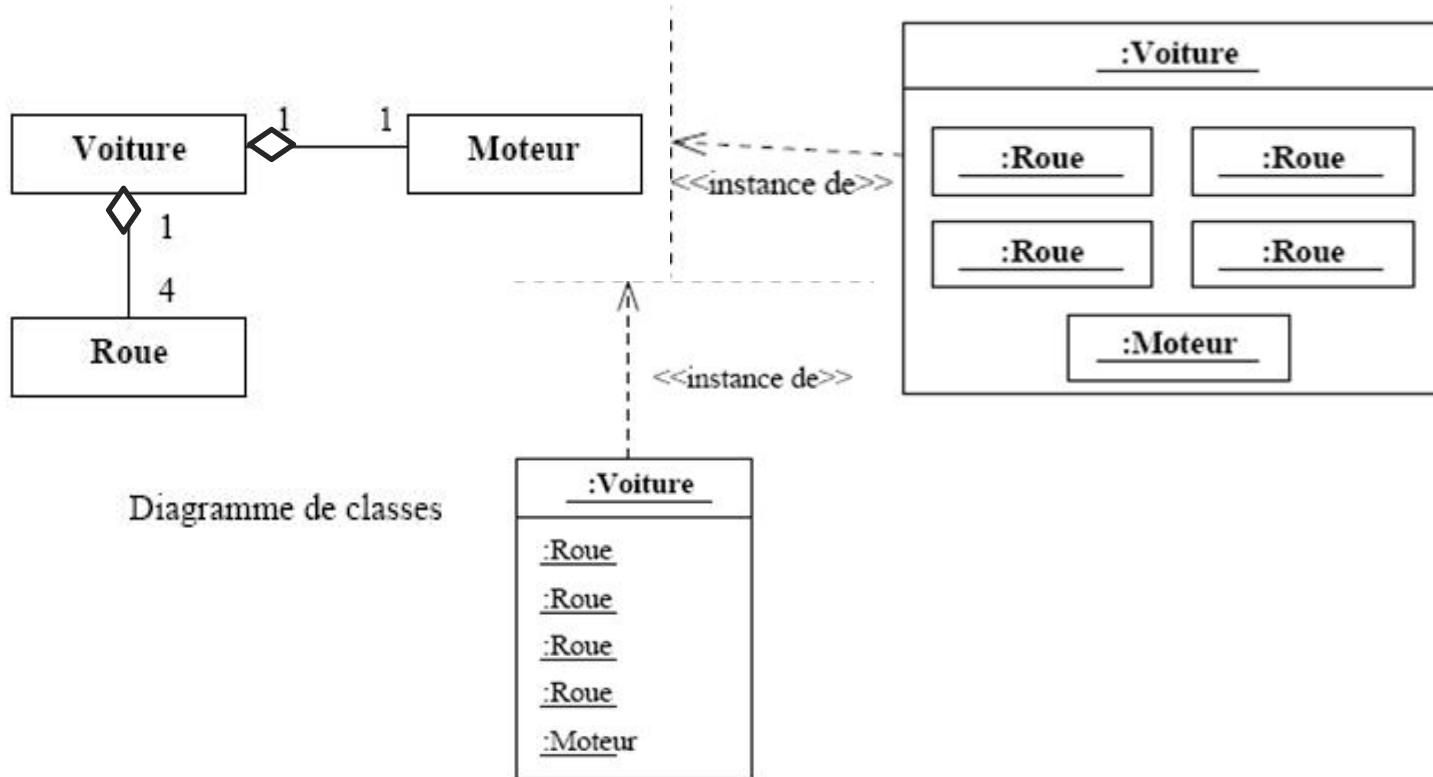 Voiture
1
1
Moteur
1
4
Roue
Diagramme de classes
<<instance de>>
:Voiture
:Roue
:Roue
:Roue
:Roue
:Moteur
<<instance de>>
:Voiture
:Roue
:Roue
:Roue
:Roue
:Moteur